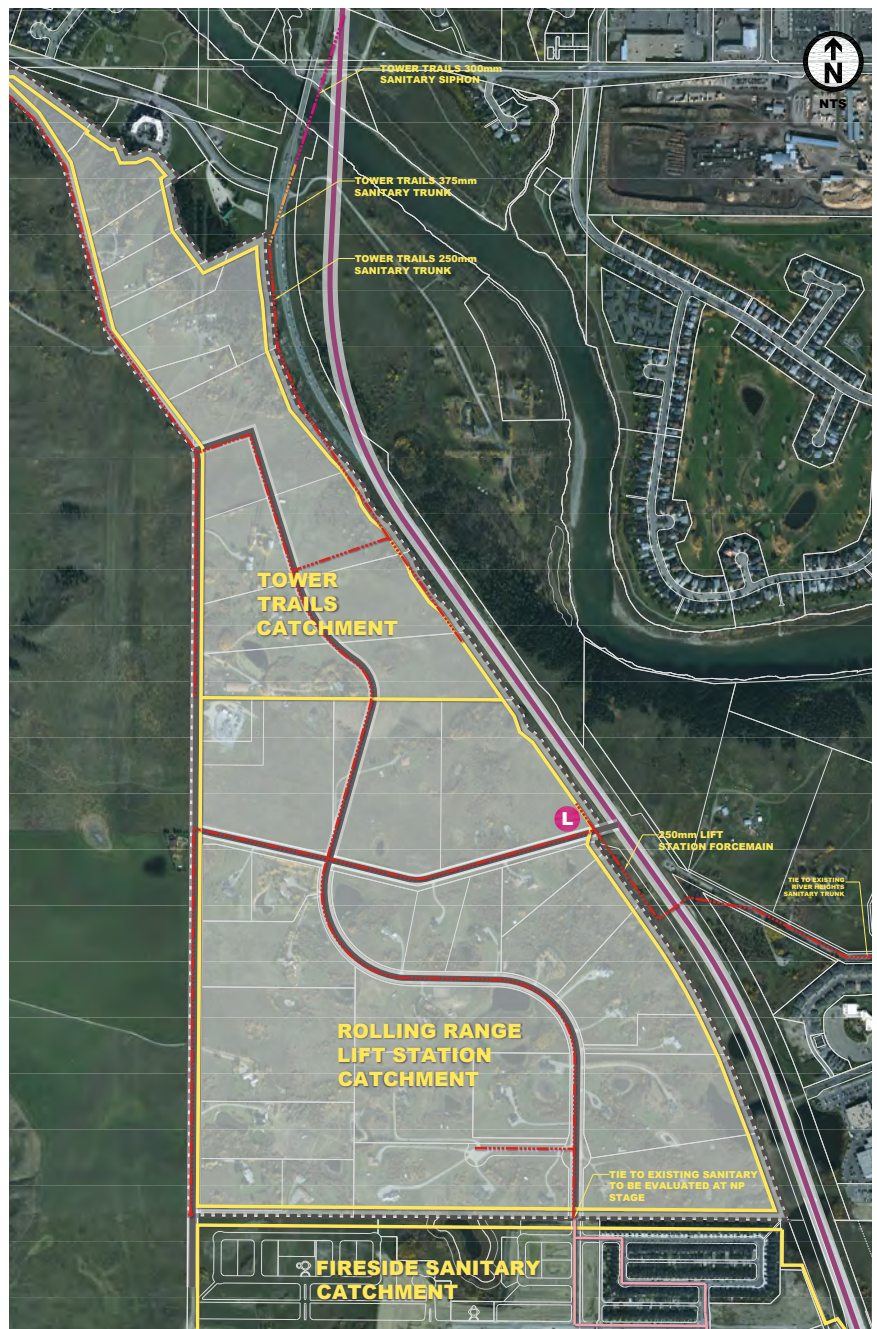 TOWER TRAILS 300mm
SANITARY SIPHON
N
NTS
TOWER TRAILS 375mm
SANITARY TRUNK
TOWER TRAILS 250mm
SANITARY TRUNK
TOWER
TRAILS
CATCHMENT
L
250mm LIFT
STATION FORCEMAIN
TIE TO EXISTING
RIVER HEIGHTS
SANITARY TRUNK
ROLLING RANGE
LIFT STATION
CATCHMENT
TIE TO EXISTING SANITARY
TO BE EVALUATED AT NP
STAGE
FIRESIDE SANITARY
CATCHMENT